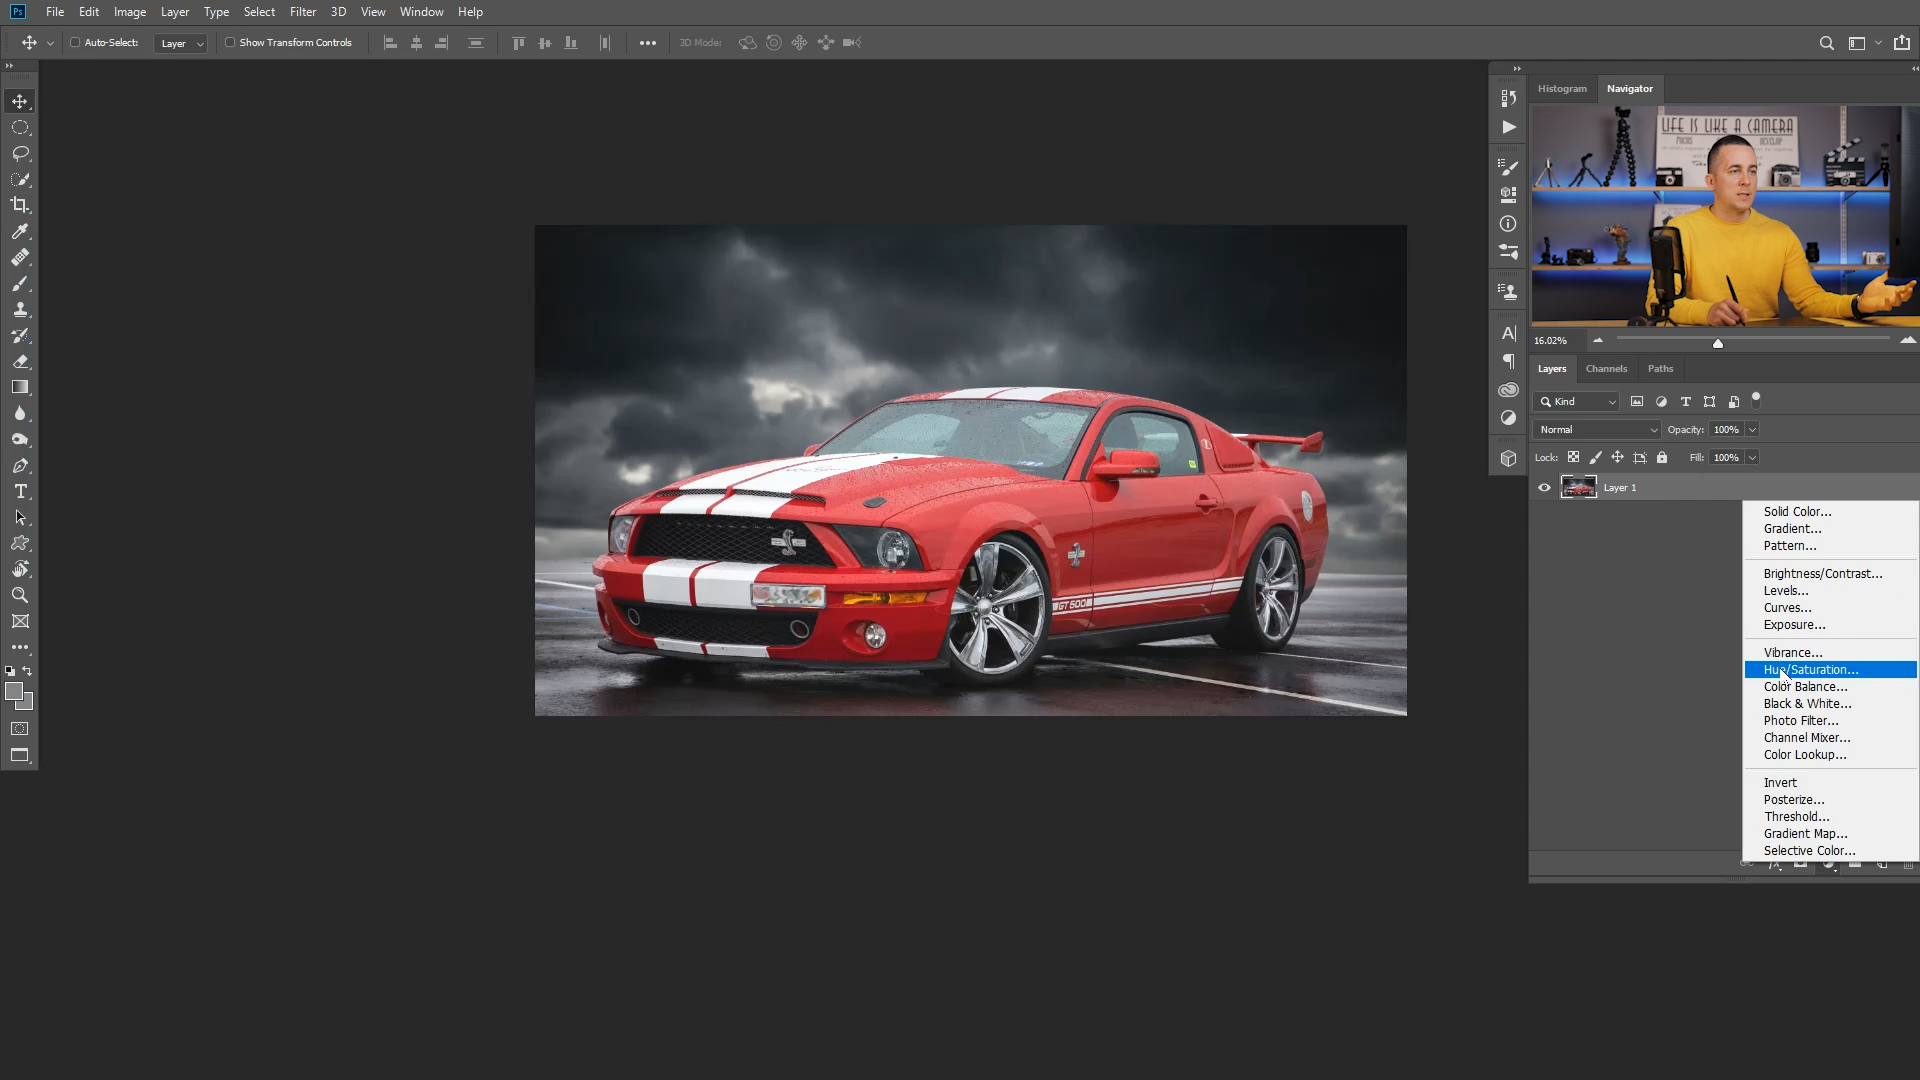 Ps File Edit Image Layer Type Select Filter 3D View Window Help
Auto-Select: Layer Show Transform Controls 3D Mode:
Histogram Navigator
LIFE IS LIKE A CAMERA
FOCUS
16.02%
Layers Channels Paths
Kind
Normal Opacity: 100%
Lock: Fill: 100%
Layer 1
Solid Color...
Gradient...
Pattern...
Brightness/Contrast...
Levels...
Curves...
Exposure...
Vibrance...
Hue/Saturation...
Color Balance...
Black & White...
Photo Filter...
Channel Mixer...
Color Lookup...
Invert
Posterize...
Threshold...
Gradient Map...
Selective Color...
GT500